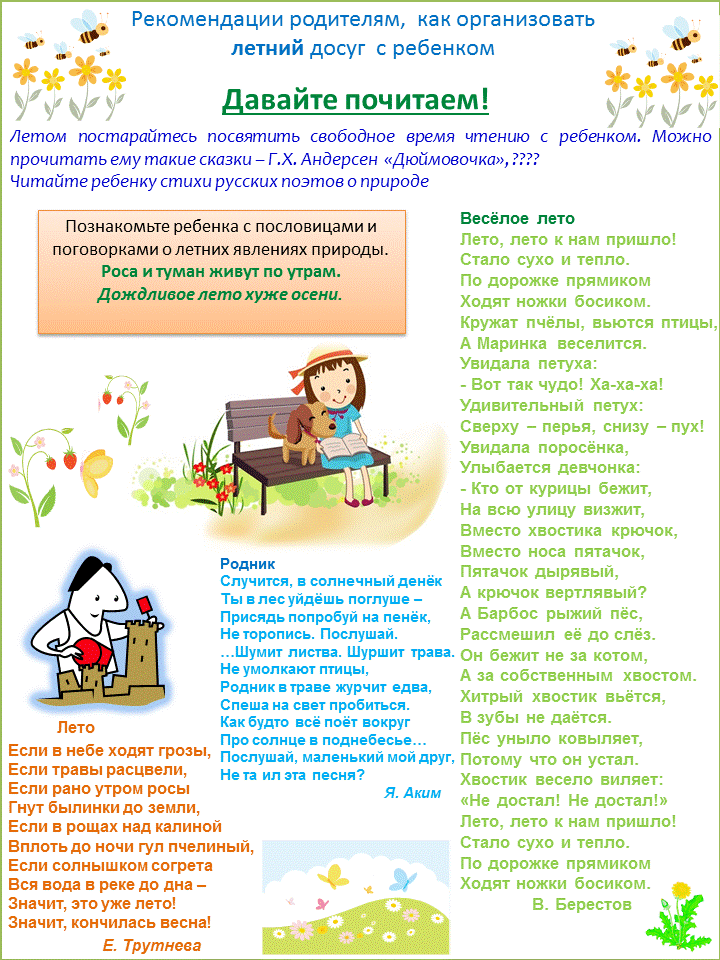 Рекомендации родителям, как организовать
летний досуг с ребенком
Давайте почитаем!
Летом постарайтесь посвятить свободное время чтению с ребенком. Можно
прочитать ему такие сказки – Г.Х. Андерсен «Дюймовочка», ????
Читайте ребенку стихи русских поэтов о природе
Познакомьте ребенка с пословицами и
поговорками о летних явлениях природы.
Роса и туман живут по утрам.
Дождливое лето хуже осени.
Весёлое лето
Лето, лето к нам пришло!
Стало сухо и тепло.
По дорожке прямиком
Ходят ножки босиком.
Кружат пчёлы, вьются птицы,
А Маринка веселится.
Увидала петуха:
- Вот так чудо! Ха-ха-ха!
Удивительный петух:
Сверху – перья, снизу – пух!
Увидала поросёнка,
Улыбается девчонка:
- Кто от курицы бежит,
На всю улицу визжит,
Вместо хвостика крючок,
Вместо носа пятачок,
Пятачок дырявый,
А крючок вертлявый?
А Барбос рыжий пёс,
Рассмешил её до слёз.
Он бежит не за котом,
А за собственным хвостом.
Хитрый хвостик вьётся,
В зубы не даётся.
Пёс уныло ковыляет,
Потому что он устал.
Хвостик весело виляет:
«Не достал! Не достал!»
Лето, лето к нам пришло!
Стало сухо и тепло.
По дорожке прямиком
Ходят ножки босиком.
В. Берестов
Родник
Случится, в солнечный денёк
Ты в лес уйдёшь поглуше –
Присядь попробуй на пенёк,
Не торопись. Послушай.
…Шумит листва. Шуршит трава.
Не умолкают птицы,
Родник в траве журчит едва,
Спеша на свет пробиться.
Как будто всё поёт вокруг
Про солнце в поднебесье…
Послушай, маленький мой друг,
Не та ил эта песня?
Я. Аким
Лето
Если в небе ходят грозы,
Если травы расцвели,
Если рано утром росы
Гнут былинки до земли,
Если в рощах над калиной
Вплоть до ночи гул пчелиный,
Если солнышком согрета
Вся вода в реке до дна –
Значит, это уже лето!
Значит, кончилась весна!
Е. Трутнева